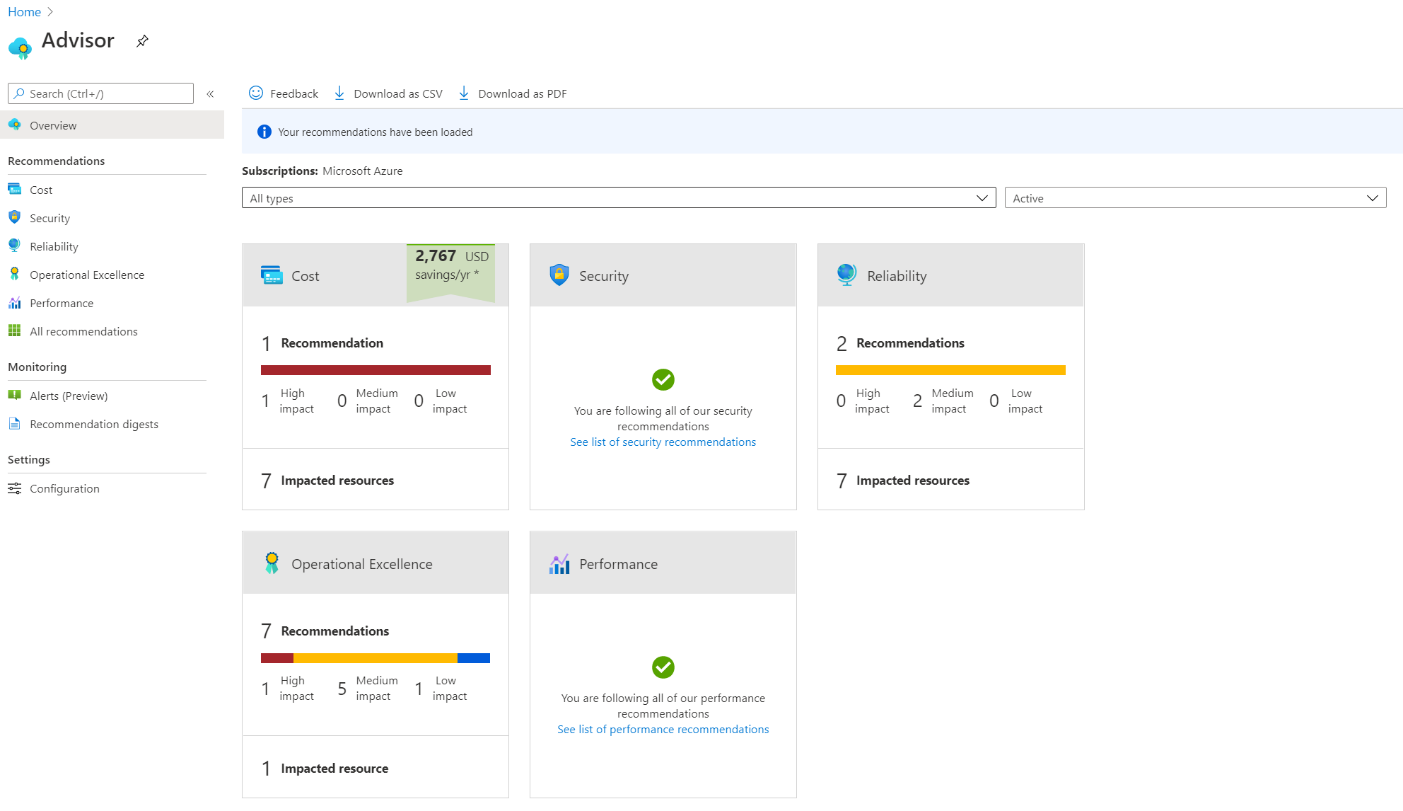 Home
Advisor
Search (Ctrl+/)
Overview
Recommendations
Cost
Security
Reliability
Operational Excellence
Performance
All recommendations
Monitoring
Alerts (Preview)
Recommendation digests
Settings
Configuration
Feedback
Download as CSV
Download as PDF
Your recommendations have been loaded
Subscriptions: Microsoft Azure
All types
Active
Cost
2,767 USD
savings/yr *
1 Recommendation
1 High impact
0 Medium impact
0 Low impact
7 Impacted resources
Security
You are following all of our security
recommendations
See list of security recommendations
Reliability
2 Recommendations
0 High impact
2 Medium impact
0 Low impact
7 Impacted resources
Operational Excellence
7 Recommendations
1 High impact
5 Medium impact
1 Low impact
1 Impacted resource
Performance
You are following all of our performance
recommendations
See list of performance recommendations